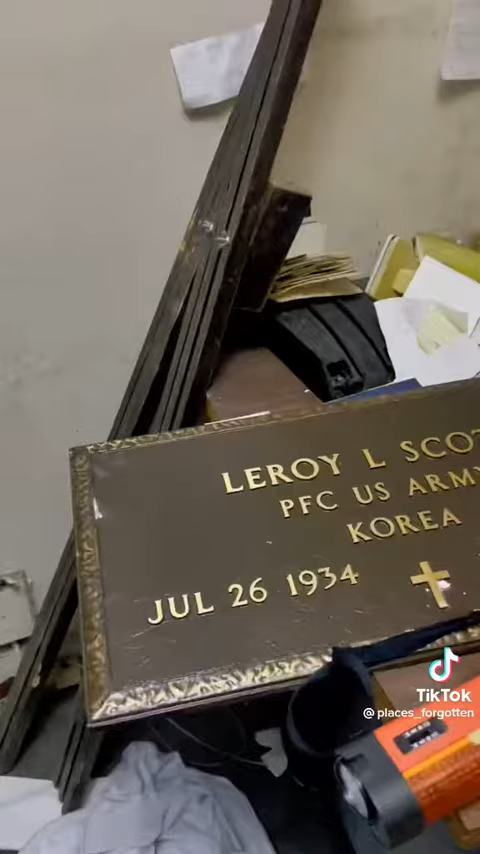 LEROY L SCOT
PFC US ARMY
KOREA
JUL 26 1934
TikTok
@places_forgotten